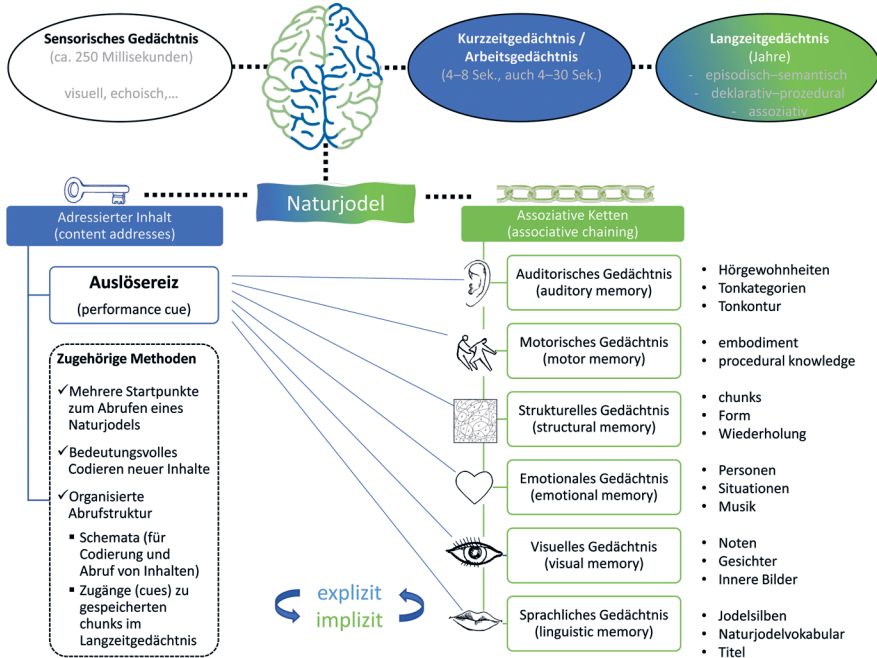 Sensorisches Gedächtnis
(ca. 250 Millisekunden)
visuell, echoisch,...
Kurzzeitgedächtnis /
Arbeitsgedächtnis
(4–8 Sek., auch 4–30 Sek.)
Langzeitgedächtnis
(Jahre)
- episodisch–semantisch
- deklarativ–prozedural
- assoziativ
Naturjodel
Adressierter Inhalt
(content addresses)
Auslösereiz
(performance cue)
Zugehörige Methoden
✓ Mehrere Startpunkte
zum Abrufen eines
Naturjodels
✓ Bedeutungsvolles
Codieren neuer Inhalte
✓ Organisierte
Abrufstruktur
▪ Schemata (für
Codierung und
Abruf von Inhalten)
▪ Zugänge (cues) zu
gespeicherten
chunks im
Langzeitgedächtnis
explizit
implizit
Assoziative Ketten
(associative chaining)
Auditorisches Gedächtnis
(auditory memory)
• Hörgewohnheiten
• Tonkategorien
• Tonkontur
Motorisches Gedächtnis
(motor memory)
• embodiment
• procedural knowledge
Strukturelles Gedächtnis
(structural memory)
• chunks
• Form
• Wiederholung
Emotionales Gedächtnis
(emotional memory)
• Personen
• Situationen
• Musik
Visuelles Gedächtnis
(visual memory)
• Noten
• Gesichter
• Innere Bilder
Sprachliches Gedächtnis
(linguistic memory)
• Jodelsilben
• Naturjodelvokabular
• Titel